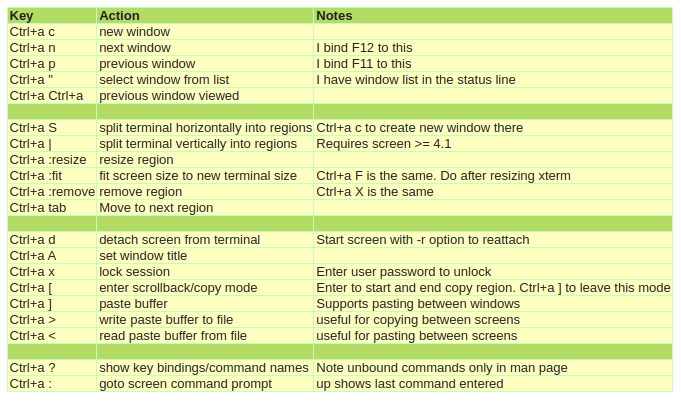 Key Action Notes
Ctrl+a c new window
Ctrl+a n next window I bind F12 to this
Ctrl+a p previous window I bind F11 to this
Ctrl+a " select window from list I have window list in the status line
Ctrl+a Ctrl+a previous window viewed
Ctrl+a S split terminal horizontally into regions Ctrl+a c to create new window there
Ctrl+a | split terminal vertically into regions Requires screen >= 4.1
Ctrl+a :resize resize region
Ctrl+a :fit fit screen size to new terminal size Ctrl+a F is the same. Do after resizing xterm
Ctrl+a :remove remove region Ctrl+a X is the same
Ctrl+a tab Move to next region
Ctrl+a d detach screen from terminal Start screen with -r option to reattach
Ctrl+a A set window title
Ctrl+a x lock session Enter user password to unlock
Ctrl+a [ enter scrollback/copy mode Enter to start and end copy region. Ctrl+a ] to leave this mode
Ctrl+a ] paste buffer Supports pasting between windows
Ctrl+a > write paste buffer to file useful for copying between screens
Ctrl+a < read paste buffer from file useful for pasting between screens
Ctrl+a ? show key bindings/command names Note unbound commands only in man page
Ctrl+a : goto screen command prompt up shows last command entered